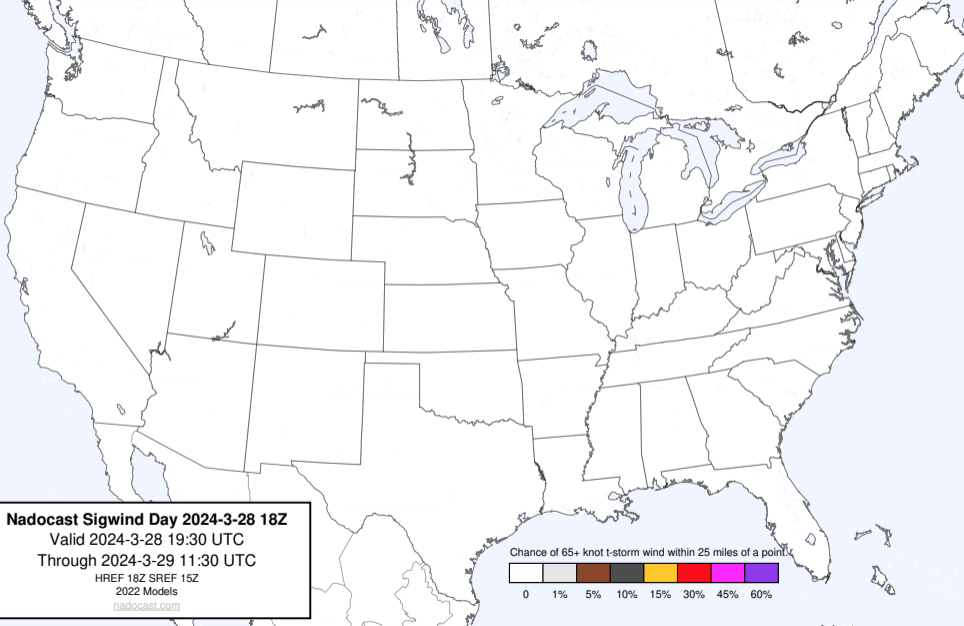 Nadocast Sigwind Day 2024-3-28 18Z
Valid 2024-3-28 19:30 UTC
Through 2024-3-29 11:30 UTC
HREF 18Z SREF 15Z
2022 Models
nadocast.com
Chance of 65+ knot t-storm wind within 25 miles of a point.
0 1% 5% 10% 15% 30% 45% 60%